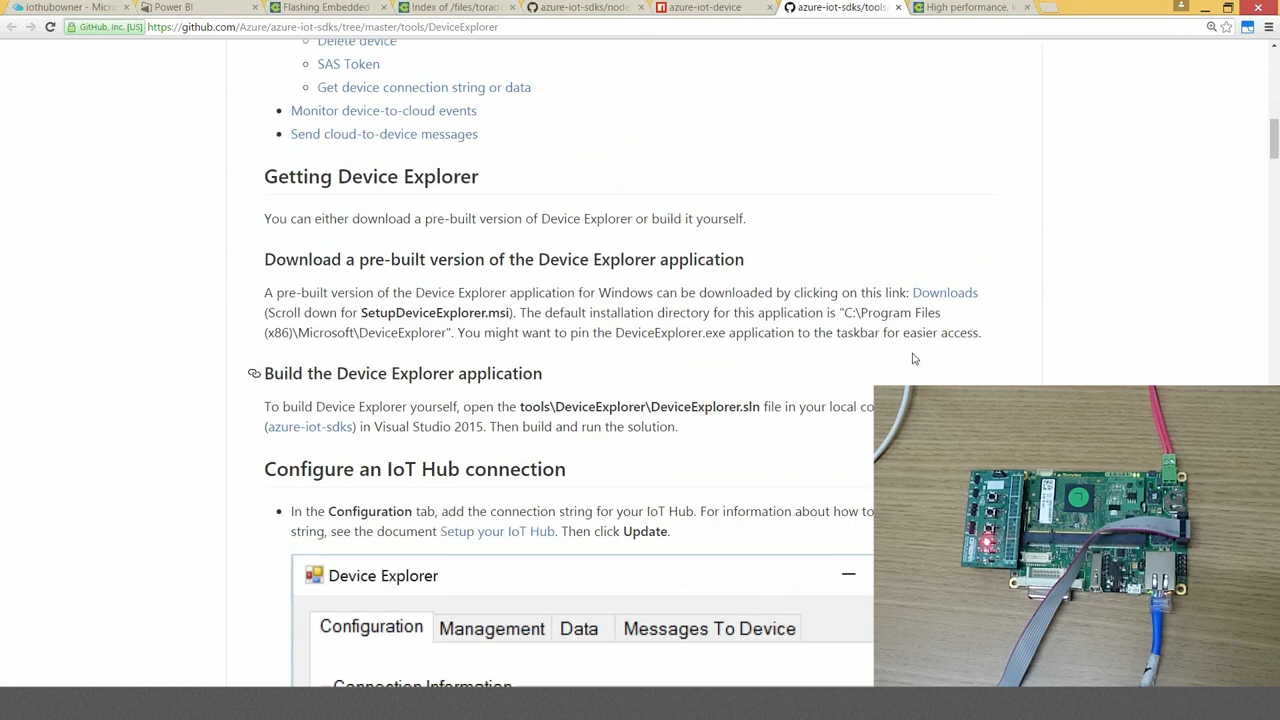 iothubowner - Micro
Power BI
Flashing Embedded
Index of /files/torad
azure-iot-sdks/node
azure-iot-device
azure-iot-sdks/tools
High performance, l
GitHub, Inc. [US]
https://github.com/Azure/azure-iot-sdks/tree/master/tools/DeviceExplorer
Delete device
SAS Token
Get device connection string or data
Monitor device-to-cloud events
Send cloud-to-device messages
Getting Device Explorer
You can either download a pre-built version of Device Explorer or build it yourself.
Download a pre-built version of the Device Explorer application
A pre-built version of the Device Explorer application for Windows can be downloaded by clicking on this link: Downloads
(Scroll down for SetupDeviceExplorer.msi). The default installation directory for this application is "C:\Program Files
(x86)\Microsoft\DeviceExplorer". You might want to pin the DeviceExplorer.exe application to the taskbar for easier access.
Build the Device Explorer application
To build Device Explorer yourself, open the tools\DeviceExplorer\DeviceExplorer.sln file in your local co
(azure-iot-sdks) in Visual Studio 2015. Then build and run the solution.
Configure an IoT Hub connection
In the Configuration tab, add the connection string for your IoT Hub. For information about how to
string, see the document Setup your IoT Hub. Then click Update.
Device Explorer
Configuration
Management
Data
Messages To Device
Connection Information